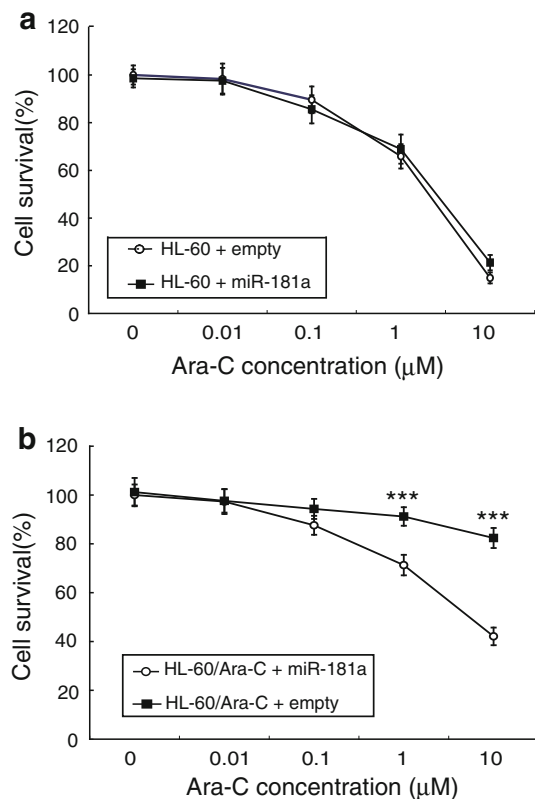 a
120
100
80
60
40
20
0
Cell survival(%)
HL-60 + empty
HL-60 + miR-181a
0 0.01 0.1 1 10
Ara-C concentration (μM)
b
120
100
80
60
40
20
0
Cell survival(%)
***
***
HL-60/Ara-C + miR-181a
HL-60/Ara-C + empty
0 0.01 0.1 1 10
Ara-C concentration (μM)